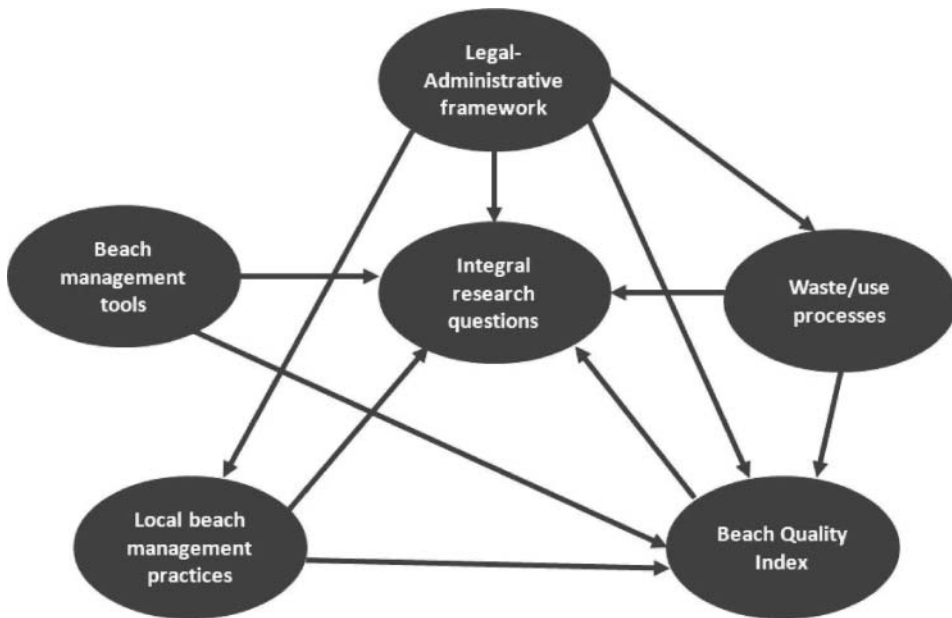 Legal-
Administrative
framework
Beach
management
tools
Integral
research
questions
Waste/use
processes
Local beach
management
practices
Beach Quality
Index